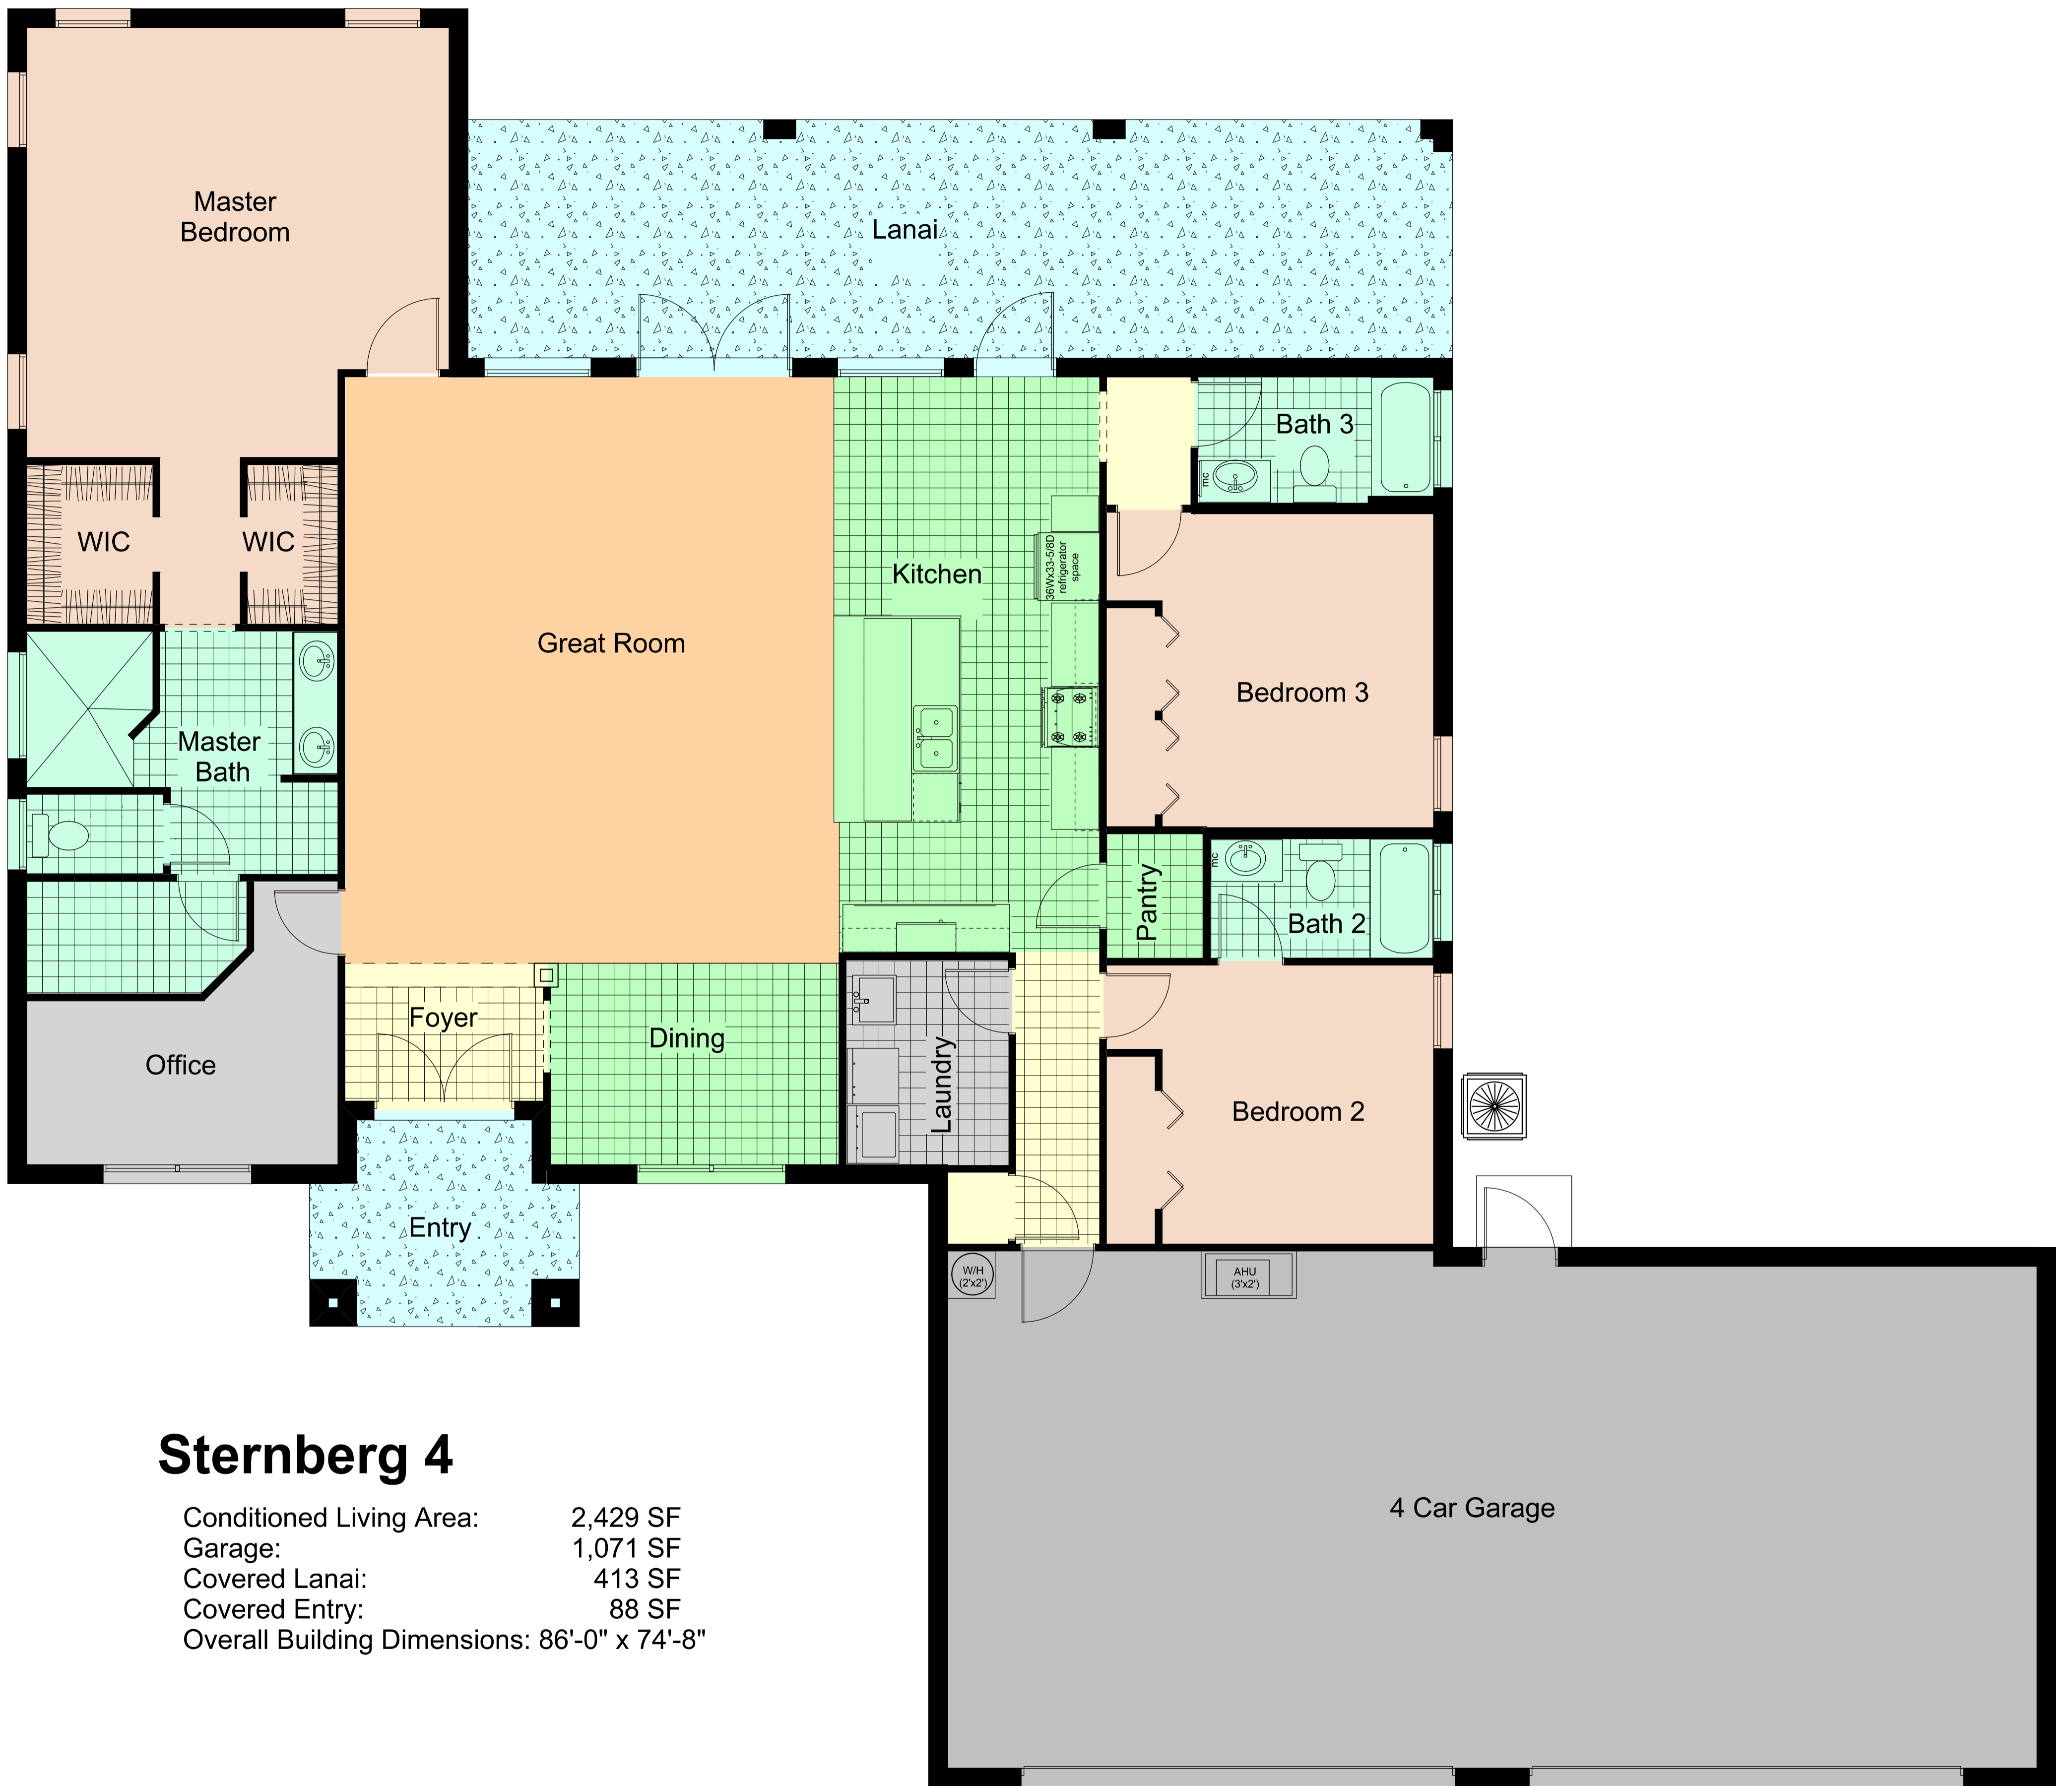 Master
Bedroom
Lanai
Bath 3
mc
WIC
WIC
36Wx33-5/8D
refrigerator
space
Kitchen
Great Room
Bedroom 3
Master
Bath
mc
Pantry
Bath 2
Foyer
Dining
Office
Laundry
Bedroom 2
Entry
W/H
(2'x2')
AHU
(3'x2')
4 Car Garage
Sternberg 4
Conditioned Living Area: 2,429 SF
Garage: 1,071 SF
Covered Lanai: 413 SF
Covered Entry: 88 SF
Overall Building Dimensions: 86'-0" x 74'-8"